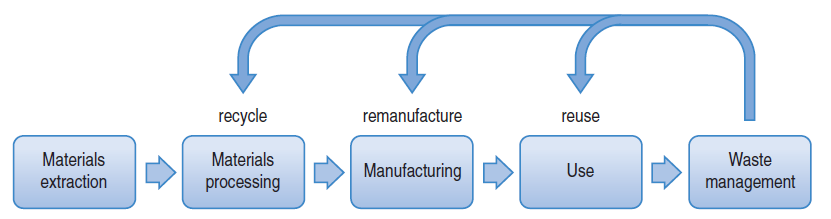 recycle
remanufacture
reuse
Materials
extraction
Materials
processing
Manufacturing
Use
Waste
management